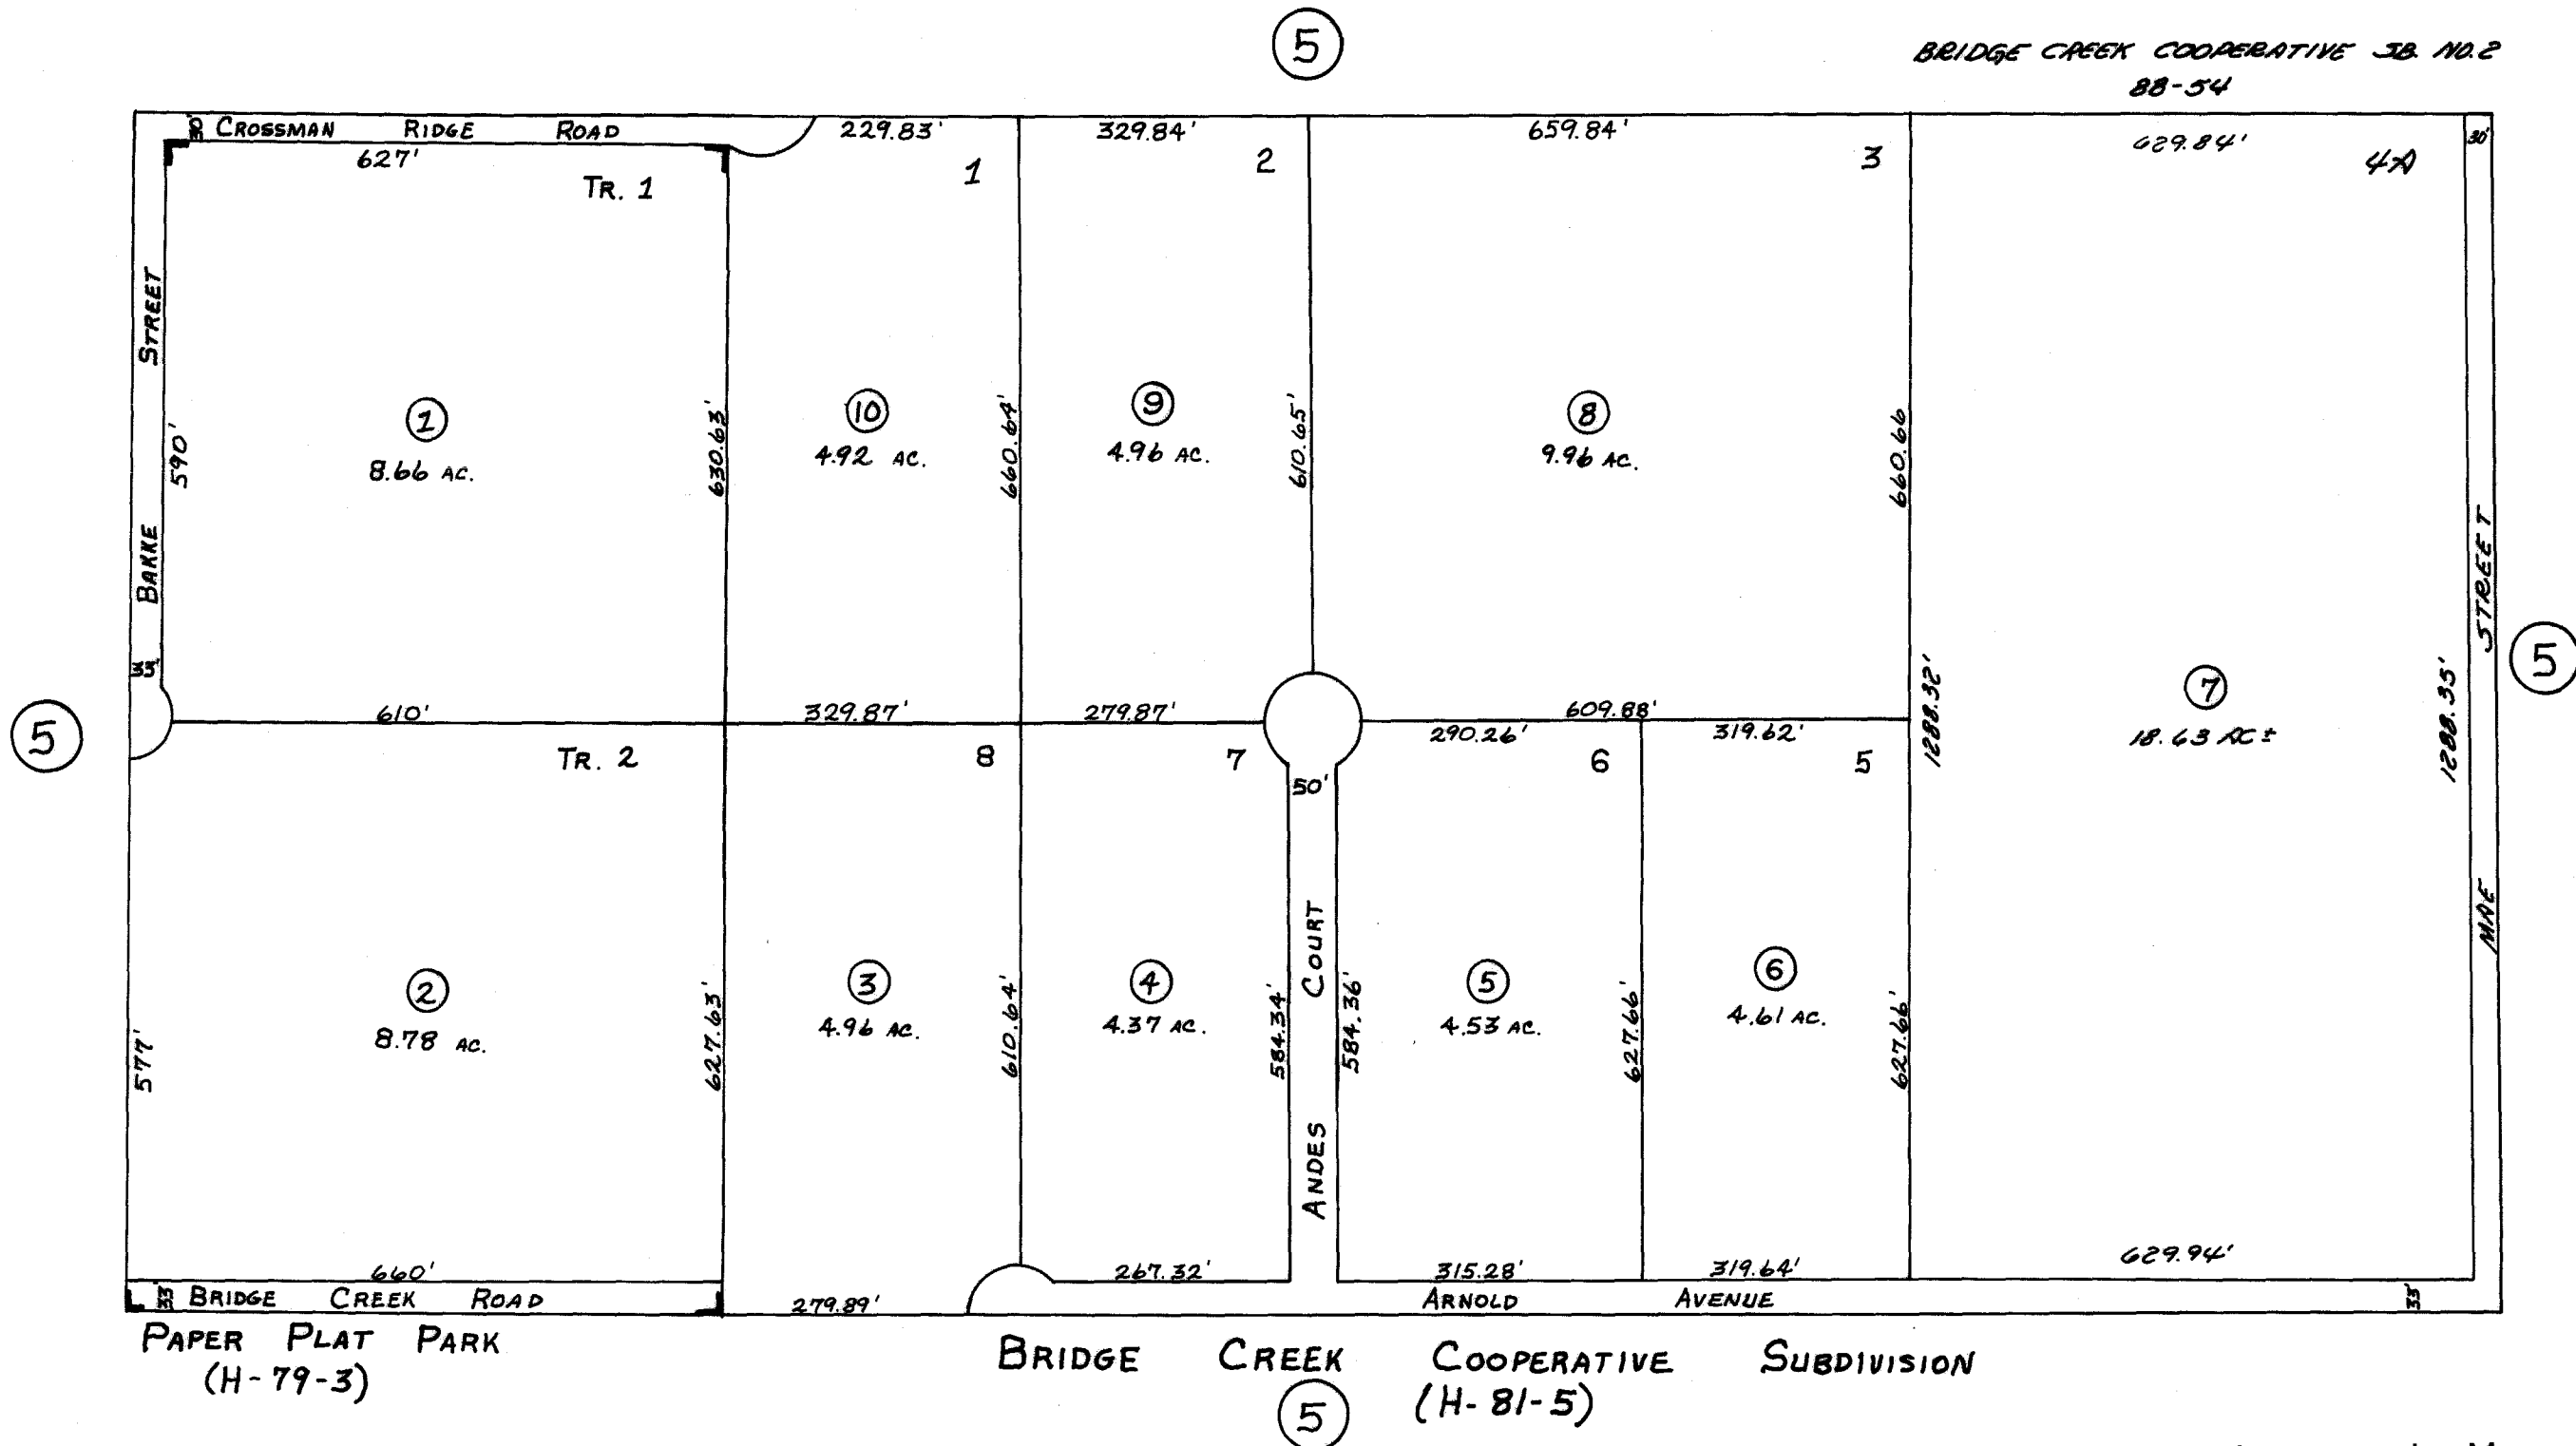 5
BRIDGE CREEK COOPERATIVE SB. NO. 2
88-54
30' CROSSMAN RIDGE ROAD
229.83'
329.84'
659.84'
629.84'
30'
627'
TR. 1
1
2
3
4A
BAKKE STREET
590'
33'
1
8.66 AC.
630.63'
10
4.92 AC.
660.64'
9
4.96 AC.
610.65'
8
9.96 AC.
660.66
1288.32'
7
18.63 AC ±
1288.35'
MAE STREET
5
5
610'
329.87'
279.87'
609.88'
290.26'
319.62'
TR. 2
8
7
6
5
50'
ANDES COURT
577'
2
8.78 AC.
627.63'
3
4.96 AC.
610.64'
4
4.37 AC.
584.34'
584.36'
5
4.53 AC.
627.66'
6
4.61 AC.
627.66'
660'
267.32'
315.28'
319.64'
629.94'
33' BRIDGE CREEK ROAD
279.89'
ARNOLD AVENUE
33'
PAPER PLAT PARK
(H-79-3)
BRIDGE CREEK COOPERATIVE SUBDIVISION
(H-81-5)
5